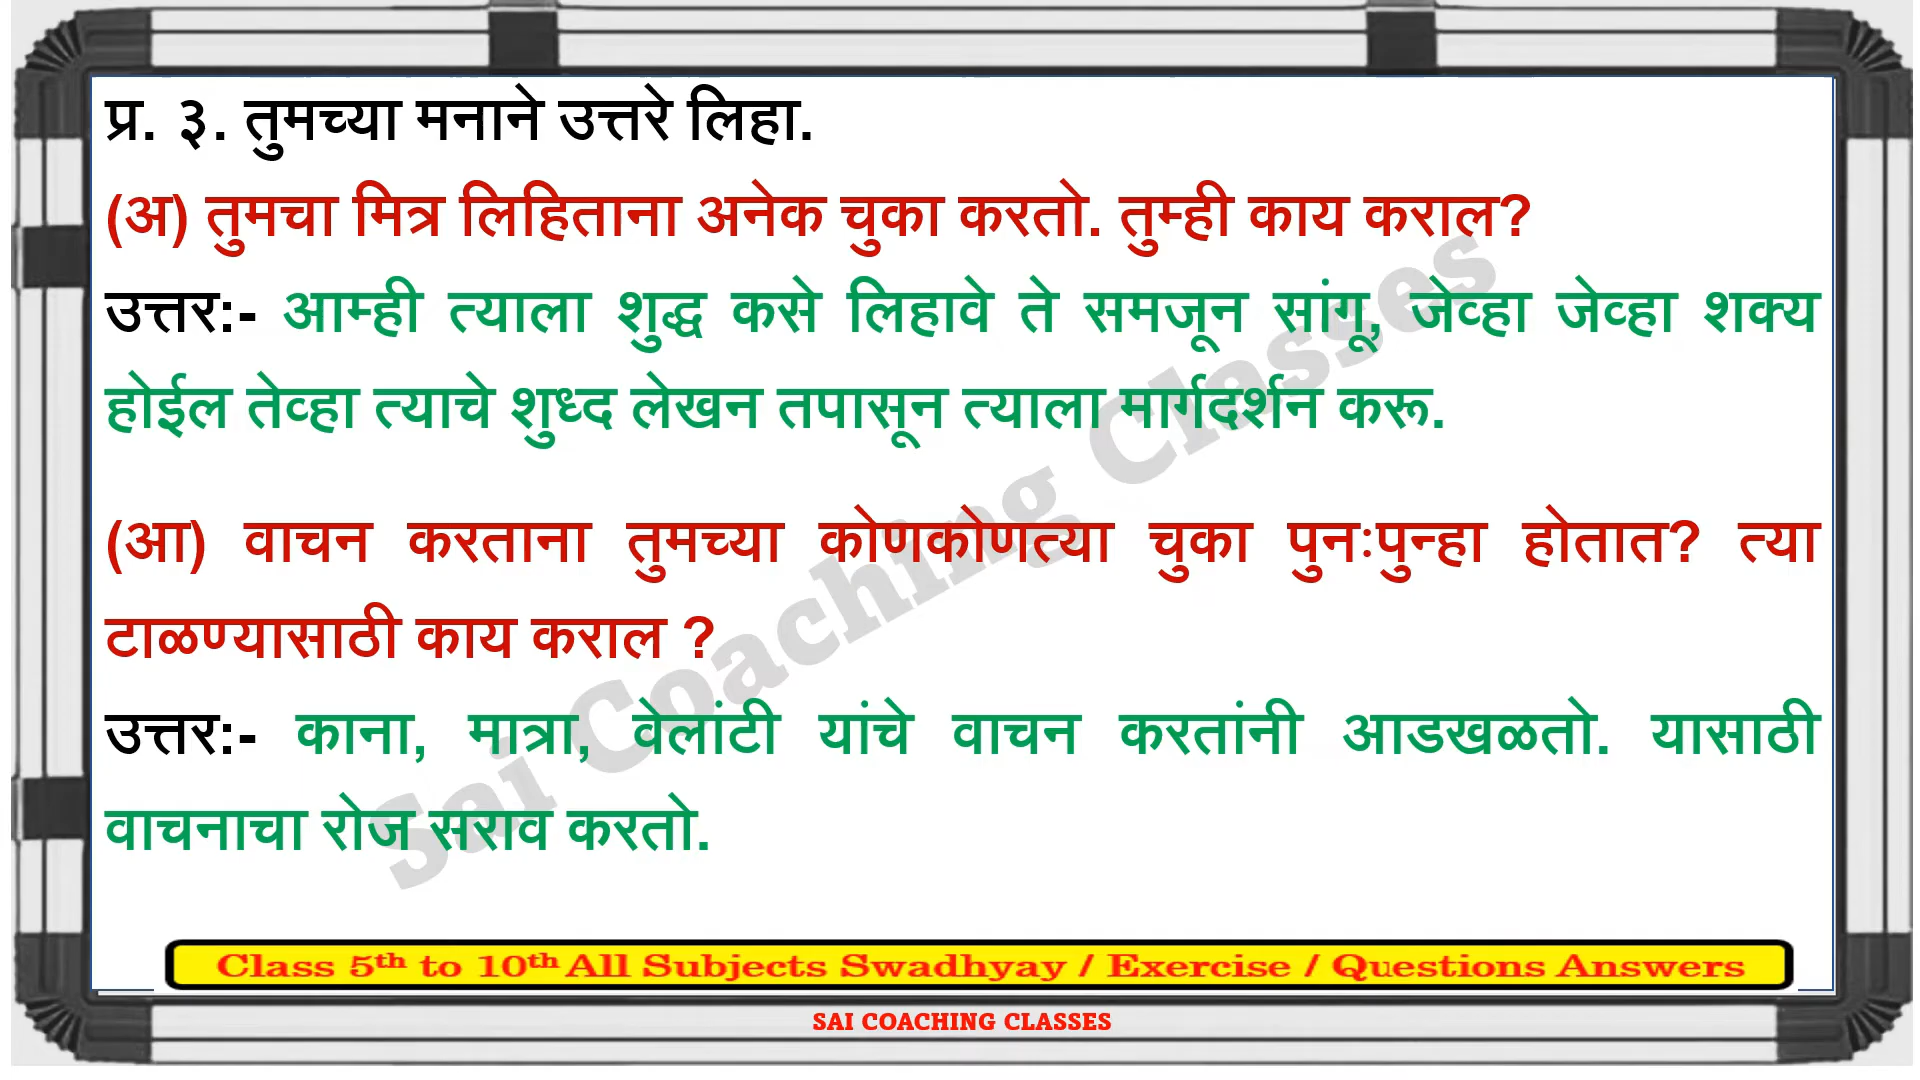 प्र. ३. तुमच्या मनाने उत्तरे लिहा.
(अ) तुमचा मित्र लिहिताना अनेक चुका करतो. तुम्ही काय कराल?
उत्तर:- आम्ही त्याला शुद्ध कसे लिहावे ते समजून सांगू, जेव्हा जेव्हा शक्य
होईल तेव्हा त्याचे शुध्द लेखन तपासून त्याला मार्गदर्शन करू.
(आ) वाचन करताना तुमच्या कोणकोणत्या चुका पुनःपुन्हा होतात? त्या
टाळण्यासाठी काय कराल ?
उत्तर:- काना, मात्रा, वेलांटी यांचे वाचन करतांनी आडखळतो. यासाठी
वाचनाचा रोज सराव करतो.
Sai Coaching Classes
Class 5th to 10th All Subjects Swadhyay / Exercise / Questions Answers
SAI COACHING CLASSES